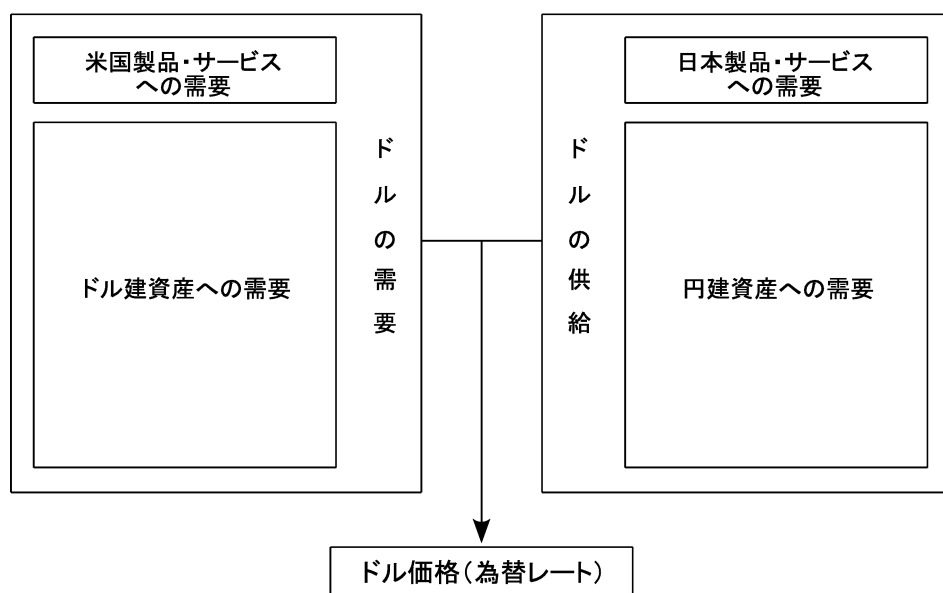 米国製品・サービス
への需要
ドル建資産への需要
ドルの需要
ドルの供給
日本製品・サービス
への需要
円建資産への需要
ドル価格（為替レート）